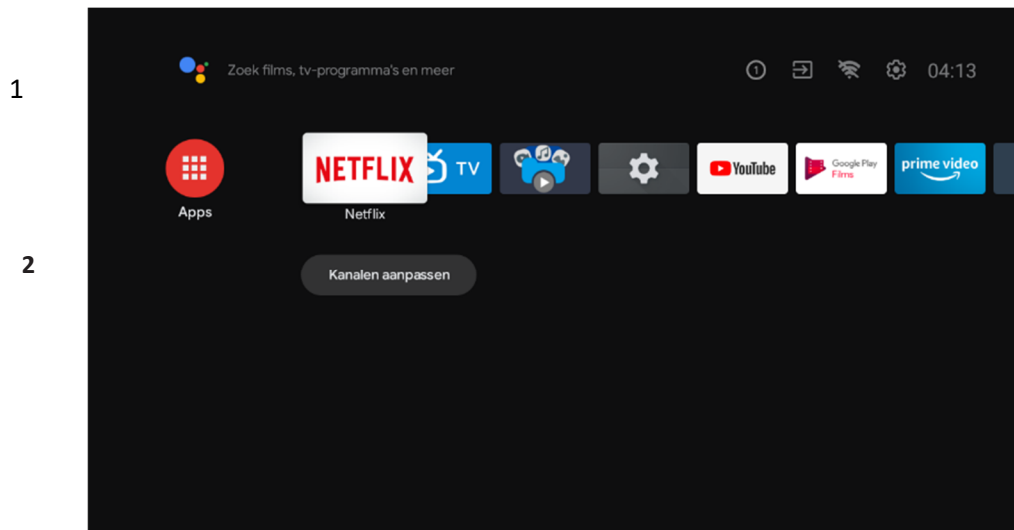 Zoek films, tv-programma's en meer
1
04:13
1
NETFLIX
TV
YouTube
Google Play
Films
prime video
Apps
Netflix
2
Kanalen aanpassen